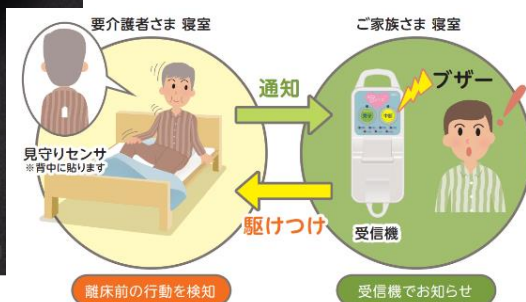 要介護者さま 寝室
ご家族さま 寝室
通知
ブザー
見守りセンサ
※背中に貼ります
駆けつけ
受信機
離床前の行動を検知
受信機でお知らせ